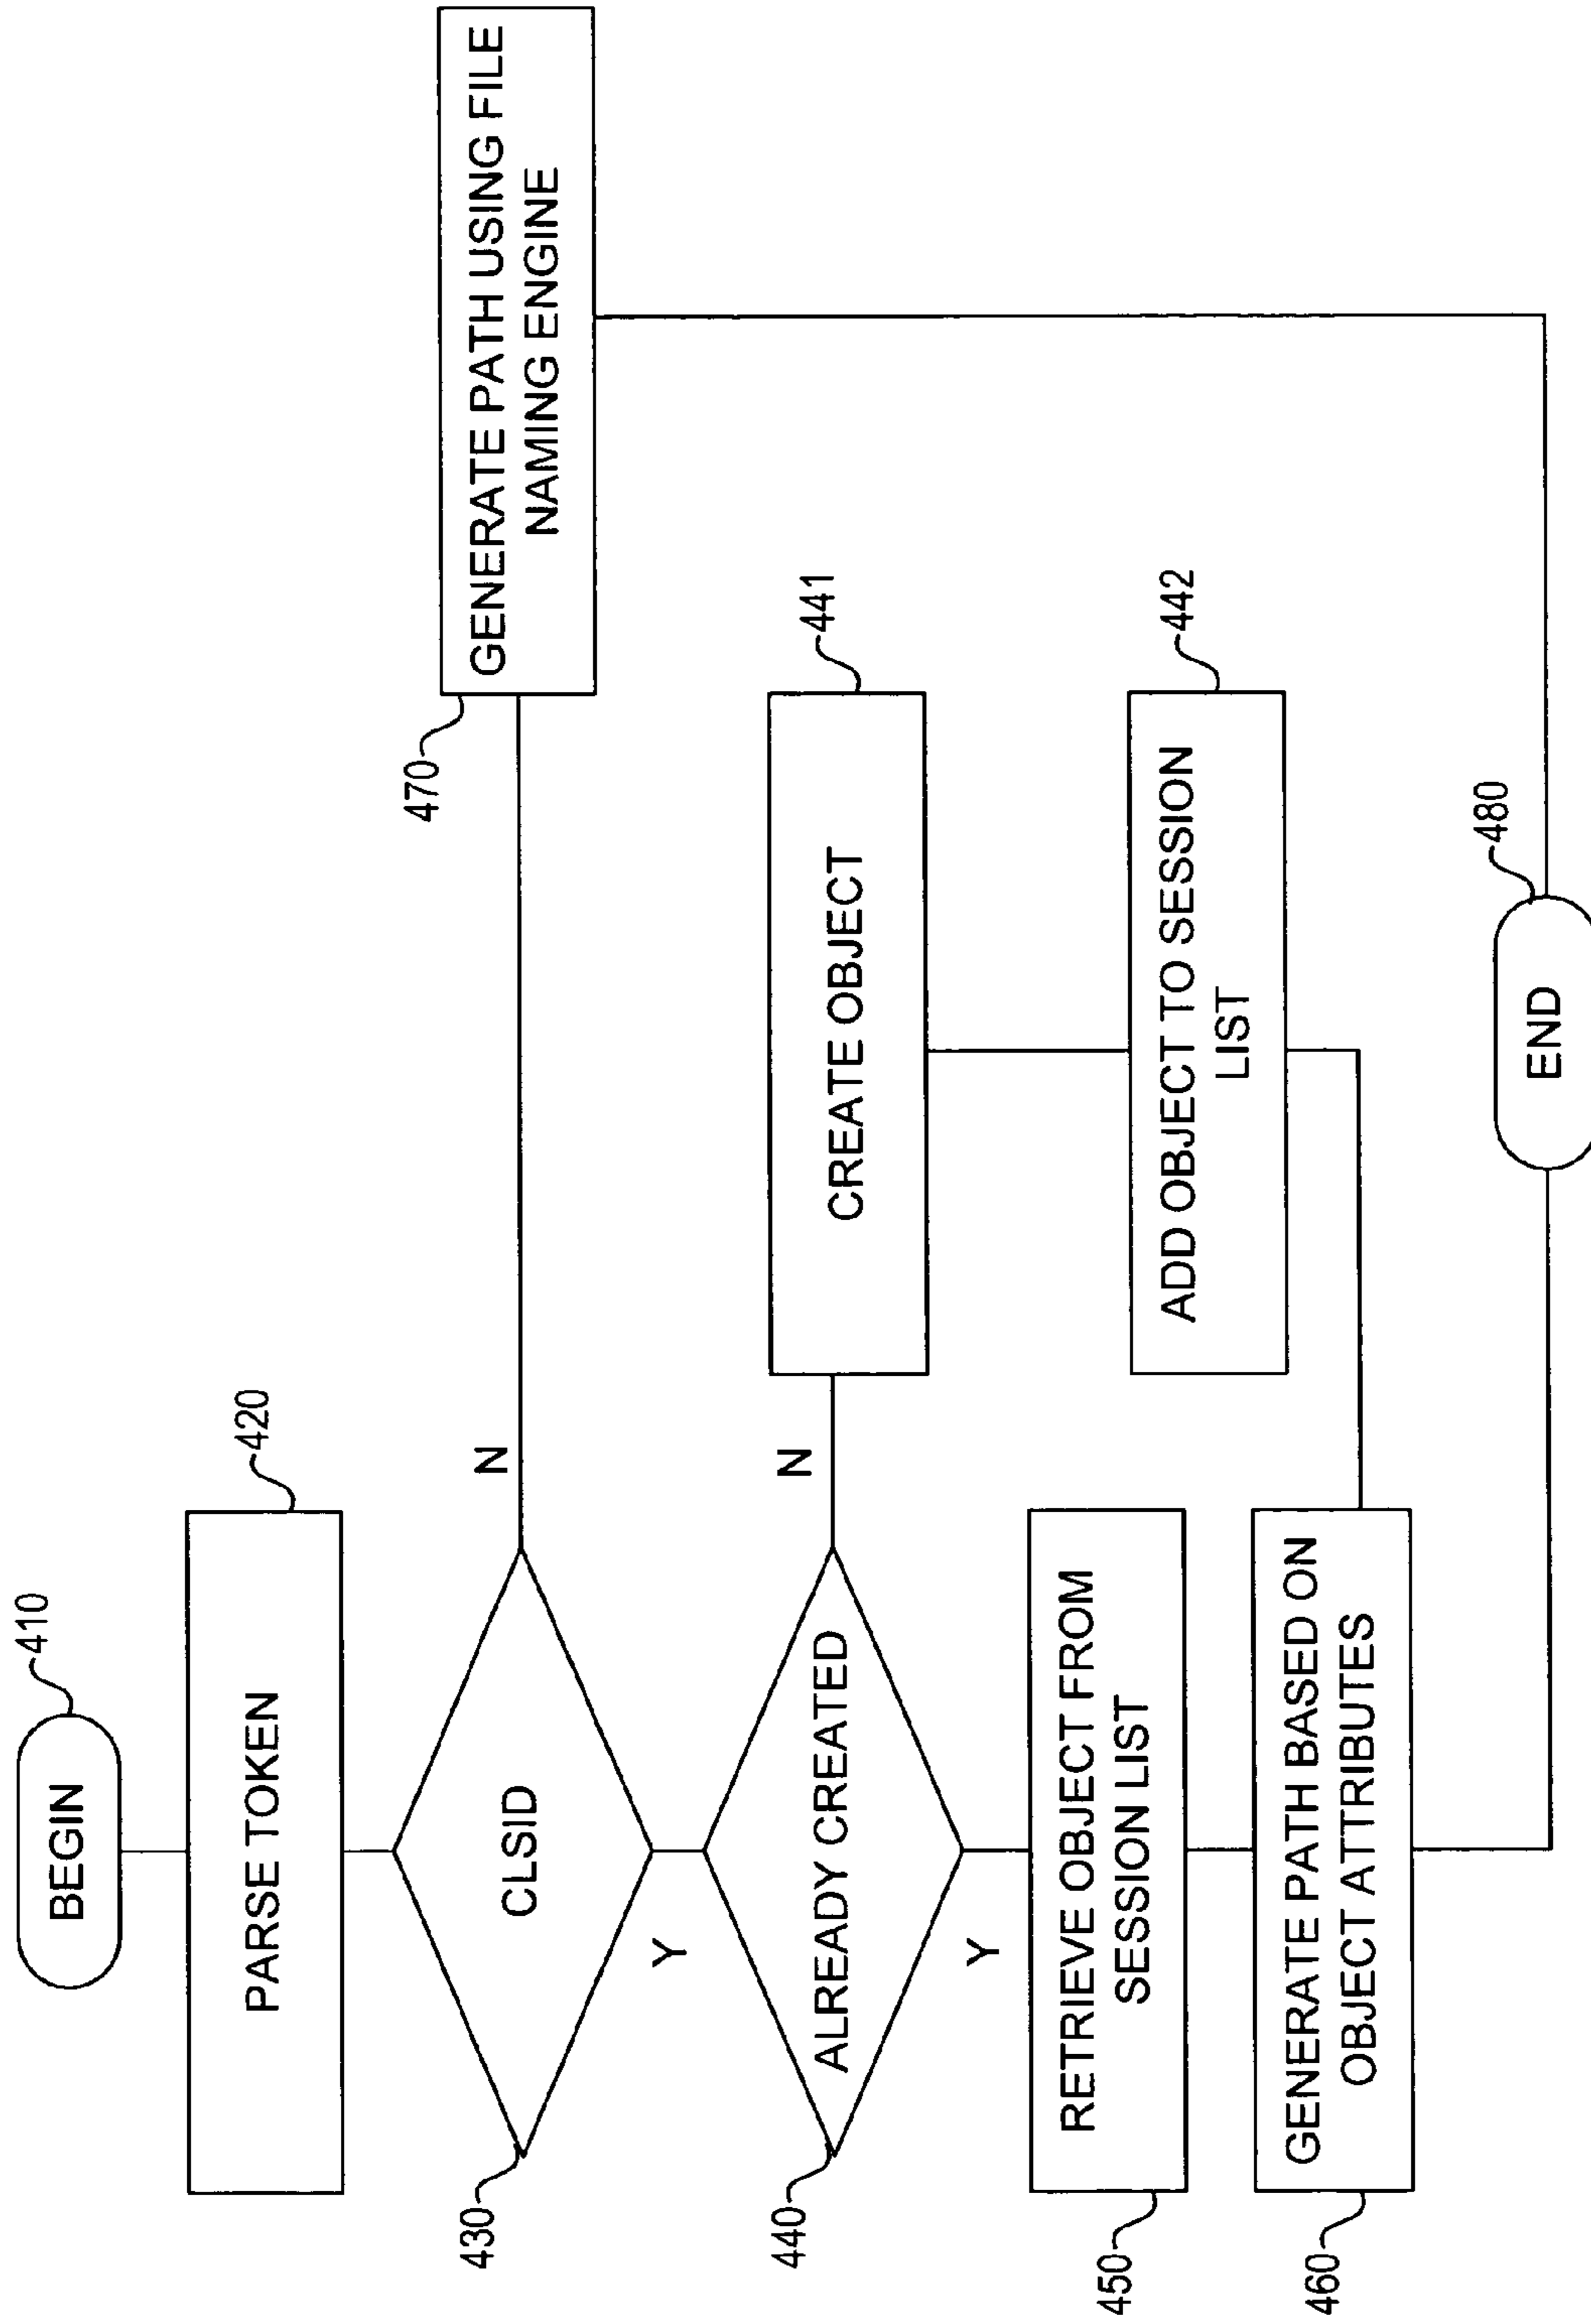 BEGIN
410
PARSE TOKEN
420
CLSID
430
N
Y
GENERATE PATH USING FILE
NAMING ENGINE
470
ALREADY CREATED
440
N
Y
CREATE OBJECT
441
ADD OBJECT TO SESSION
LIST
442
RETRIEVE OBJECT FROM
SESSION LIST
450
GENERATE PATH BASED ON
OBJECT ATTRIBUTES
460
END
480